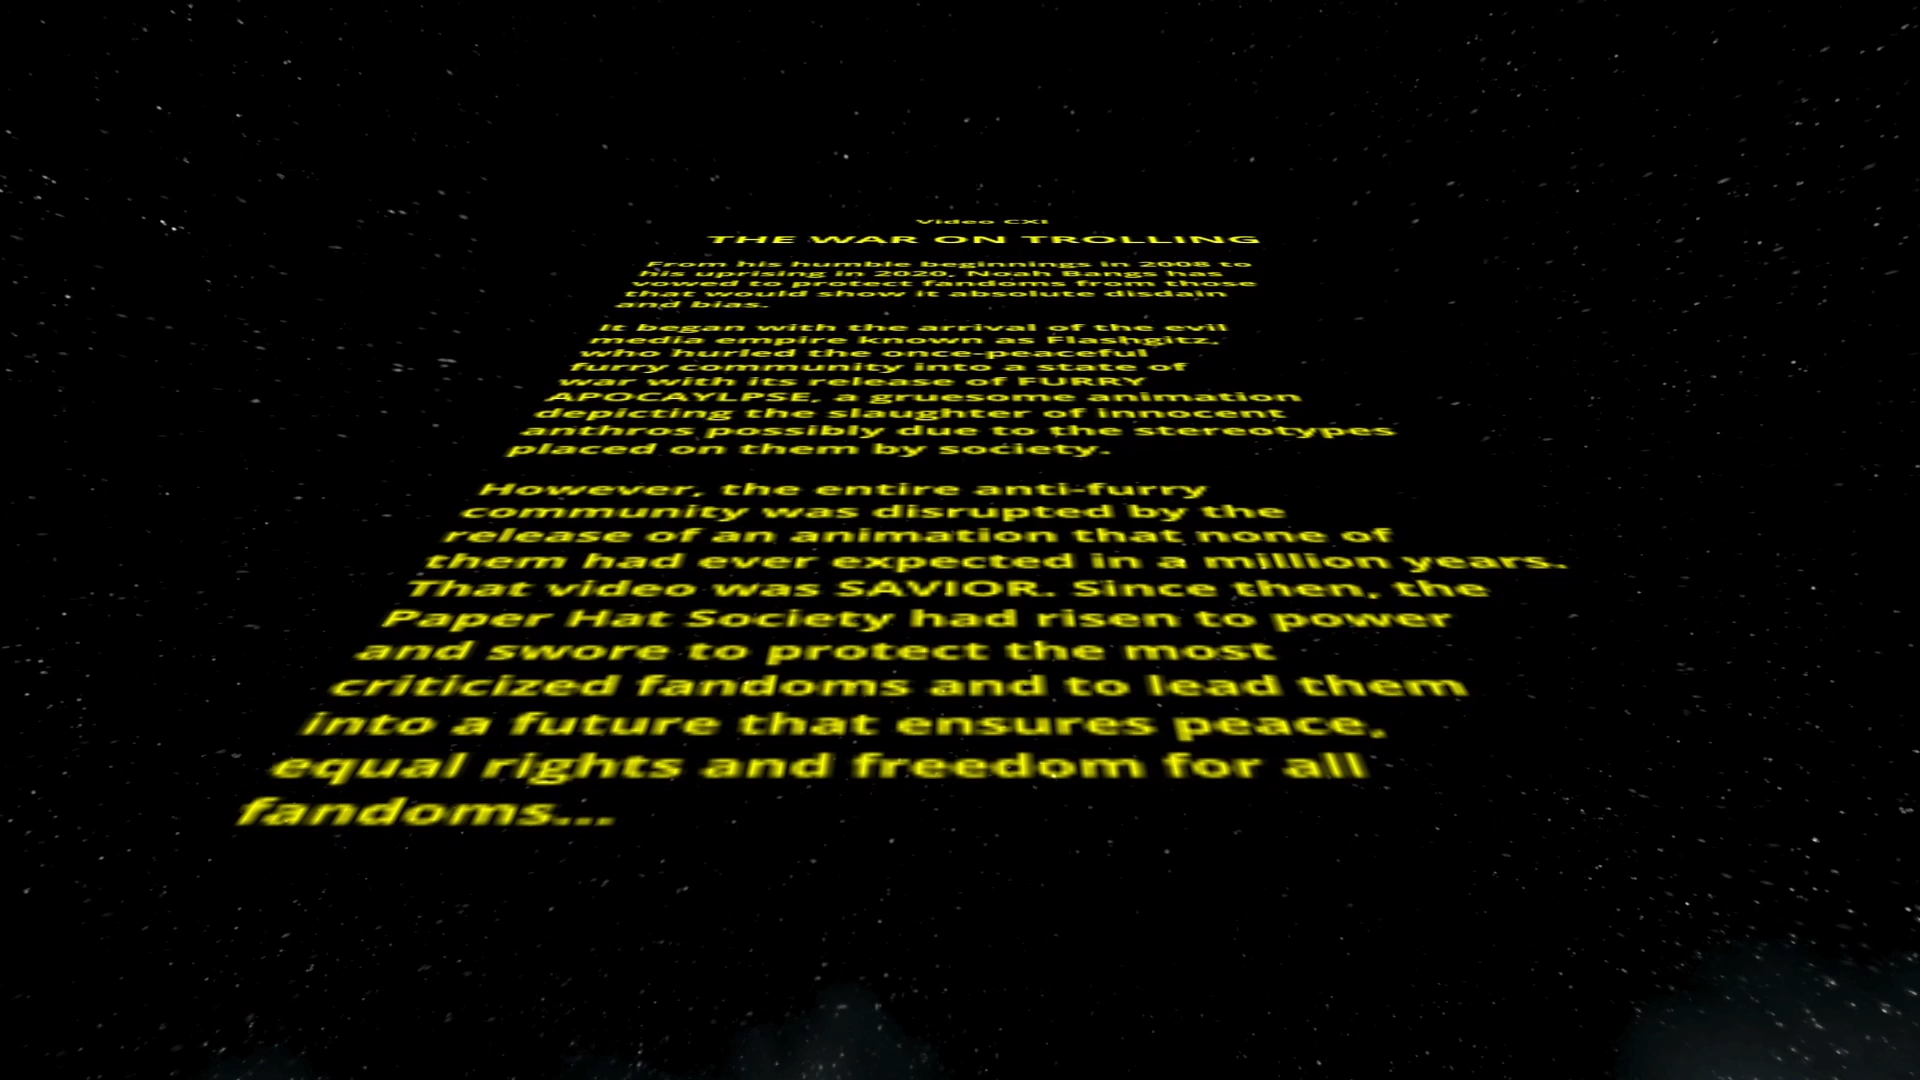 Video CXI
THE WAR ON TROLLING
From his humble beginnings in 2008 to
his uprising in 2020, Noah Bangs has
vowed to protect fandoms from those
that would show it absolute disdain
and bias.
It began with the arrival of the evil
media empire known as Flashgitz,
who hurled the once-peaceful
furry community into a state of
war with its release of FURRY
APOCAYLPSE, a gruesome animation
depicting the slaughter of innocent
anthros possibly due to the stereotypes
placed on them by society.
However, the entire anti-furry
community was disrupted by the
release of an animation that none of
them had ever expected in a million years.
That video was SAVIOR. Since then, the
Paper Hat Society had risen to power
and swore to protect the most
criticized fandoms and to lead them
into a future that ensures peace,
equal rights and freedom for all
fandoms...